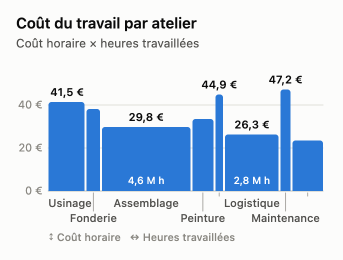 Coût du travail par atelier
Coût horaire × heures travaillées
41,5 €
29,8 €
44,9 €
26,3 €
47,2 €
40 €
20 €
0 €
4,6 M h
2,8 M h
Usinage
Assemblage
Logistique
Fonderie
Peinture
Maintenance
↕ Coût horaire ↔ Heures travaillées